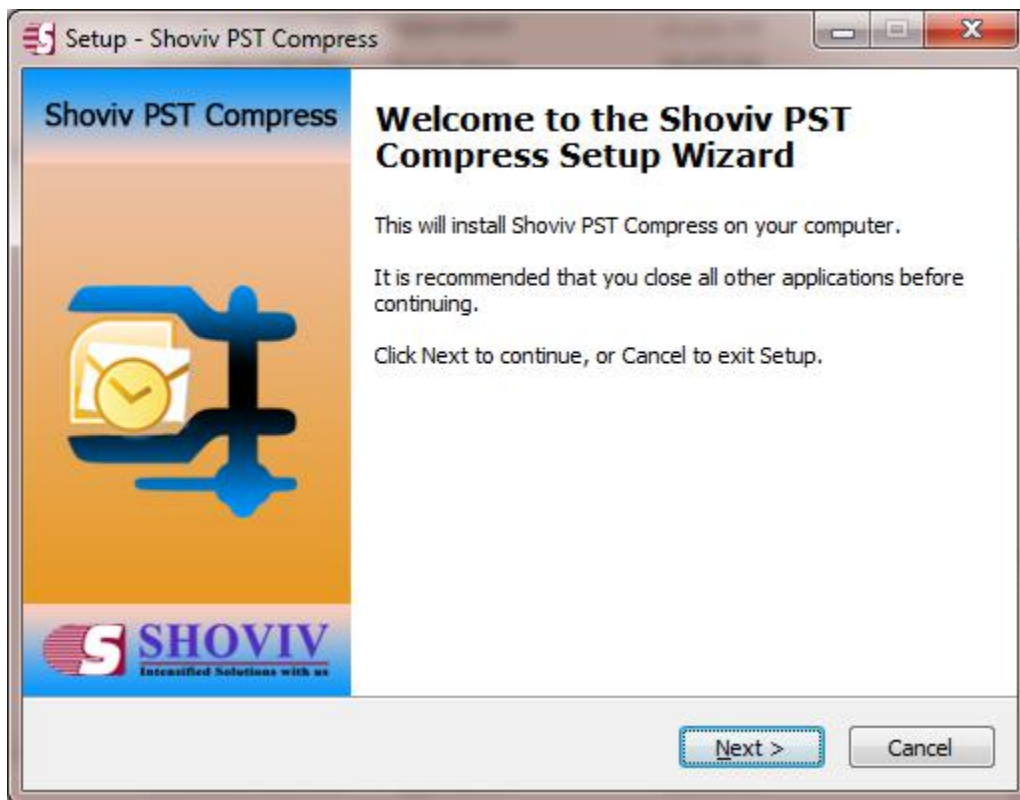 Setup - Shoviv PST Compress
Shoviv PST Compress
Welcome to the Shoviv PST
Compress Setup Wizard
This will install Shoviv PST Compress on your computer.
It is recommended that you close all other applications before
continuing.
Click Next to continue, or Cancel to exit Setup.
S SHOVIV
Intensified Solutions with us
Next >
Cancel